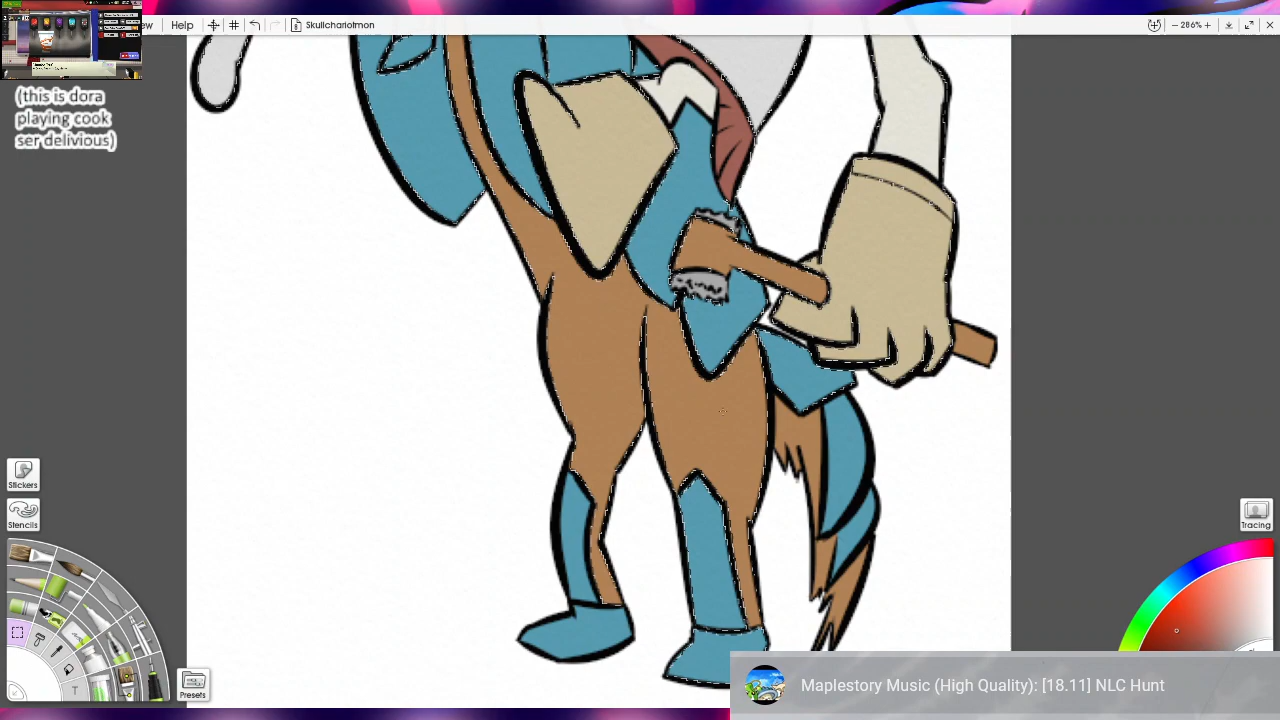 ew Help Skullchariotmon 286%
(this is dora
playing cook
ser delivious)
Stickers
Stencils
Tracing
T
Presets
Maplestory Music (High Quality): [18.11] NLC Hunt